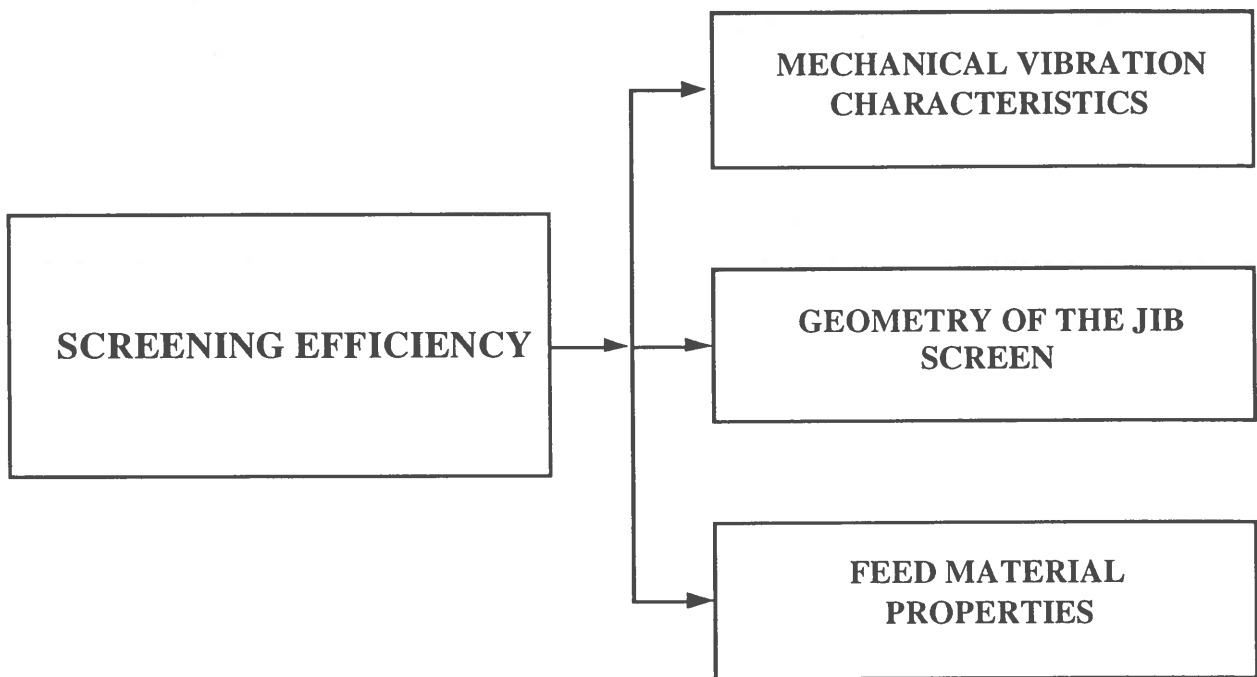 MECHANICAL VIBRATION
CHARACTERISTICS
SCREENING EFFICIENCY
GEOMETRY OF THE JIB
SCREEN
FEED MATERIAL
PROPERTIES